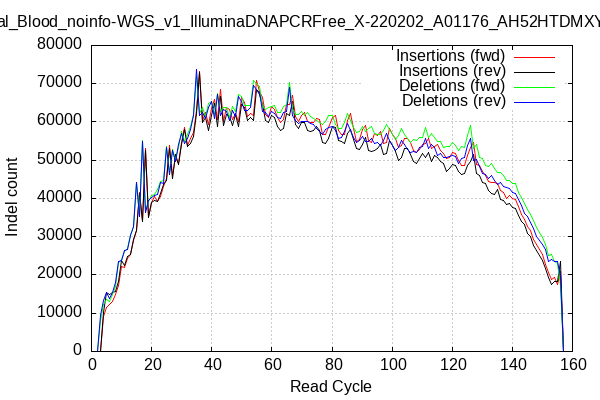 al_Blood_noinfo-WGS_v1_IlluminaDNAPCRFree_X-220202_A01176_AH52HTDMXY
80000
70000
60000
50000
40000
30000
20000
10000
0
Indel count
Insertions (fwd)
Insertions (rev)
Deletions (fwd)
Deletions (rev)
0 20 40 60 80 100 120 140 160
Read Cycle